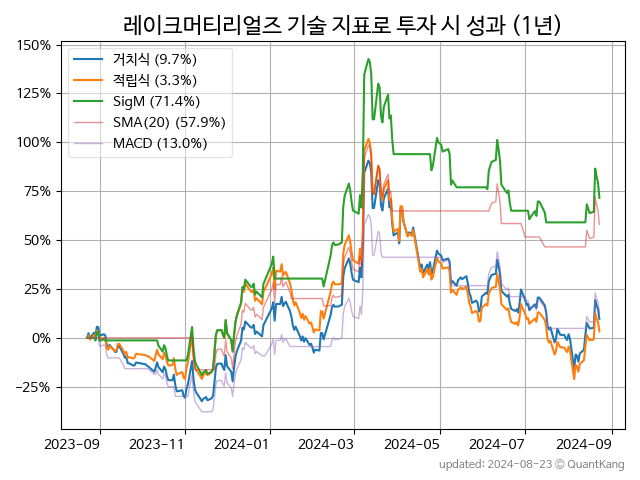 레이크머티리얼즈 기술 지표로 투자 시 성과 (1년)
150%
125%
100%
75%
50%
25%
0%
−25%
거치식 (9.7%)
적립식 (3.3%)
SigM (71.4%)
SMA(20) (57.9%)
MACD (13.0%)
2023-09
2023-11
2024-01
2024-03
2024-05
2024-07
2024-09
updated: 2024-08-23 © QuantKang